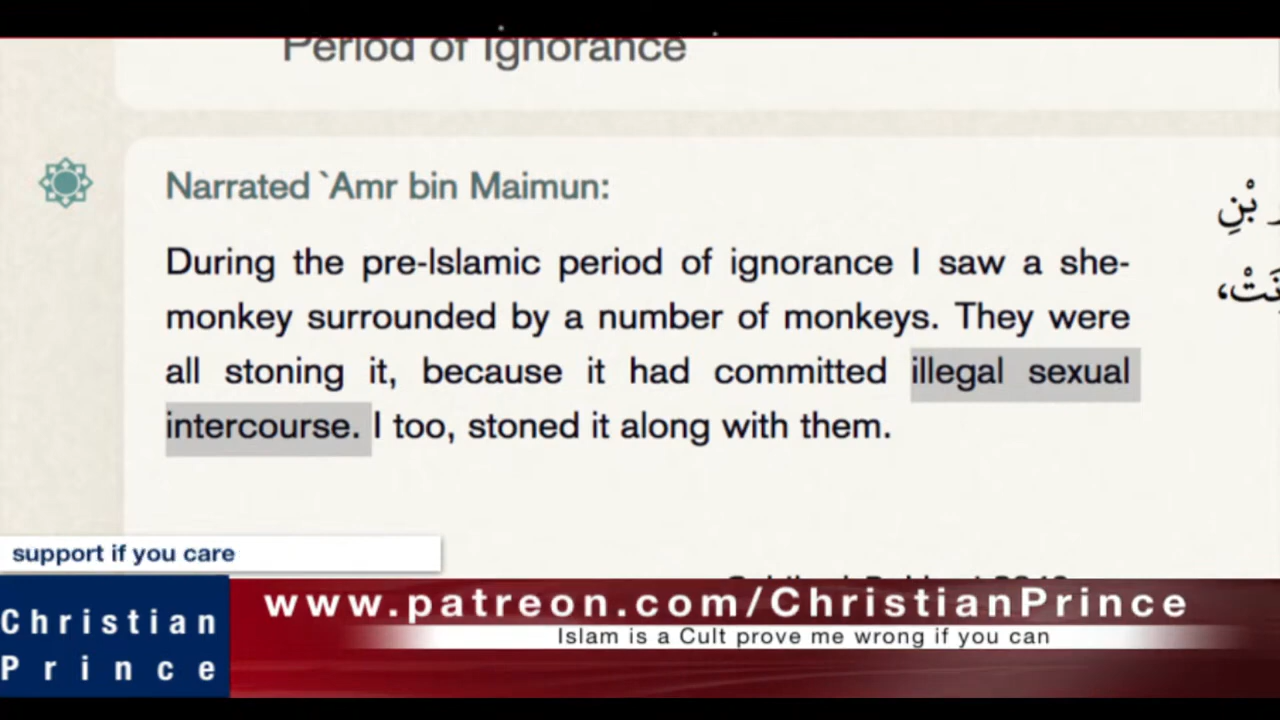 Period of Ignorance
Narrated `Amr bin Maimun:
ر بْنِ
During the pre-Islamic period of ignorance I saw a she-
monkey surrounded by a number of monkeys. They were
all stoning it, because it had committed illegal sexual
intercourse. I too, stoned it along with them.
support if you care
Christian
Prince
www.patreon.com/ChristianPrince
Islam is a Cult prove me wrong if you can